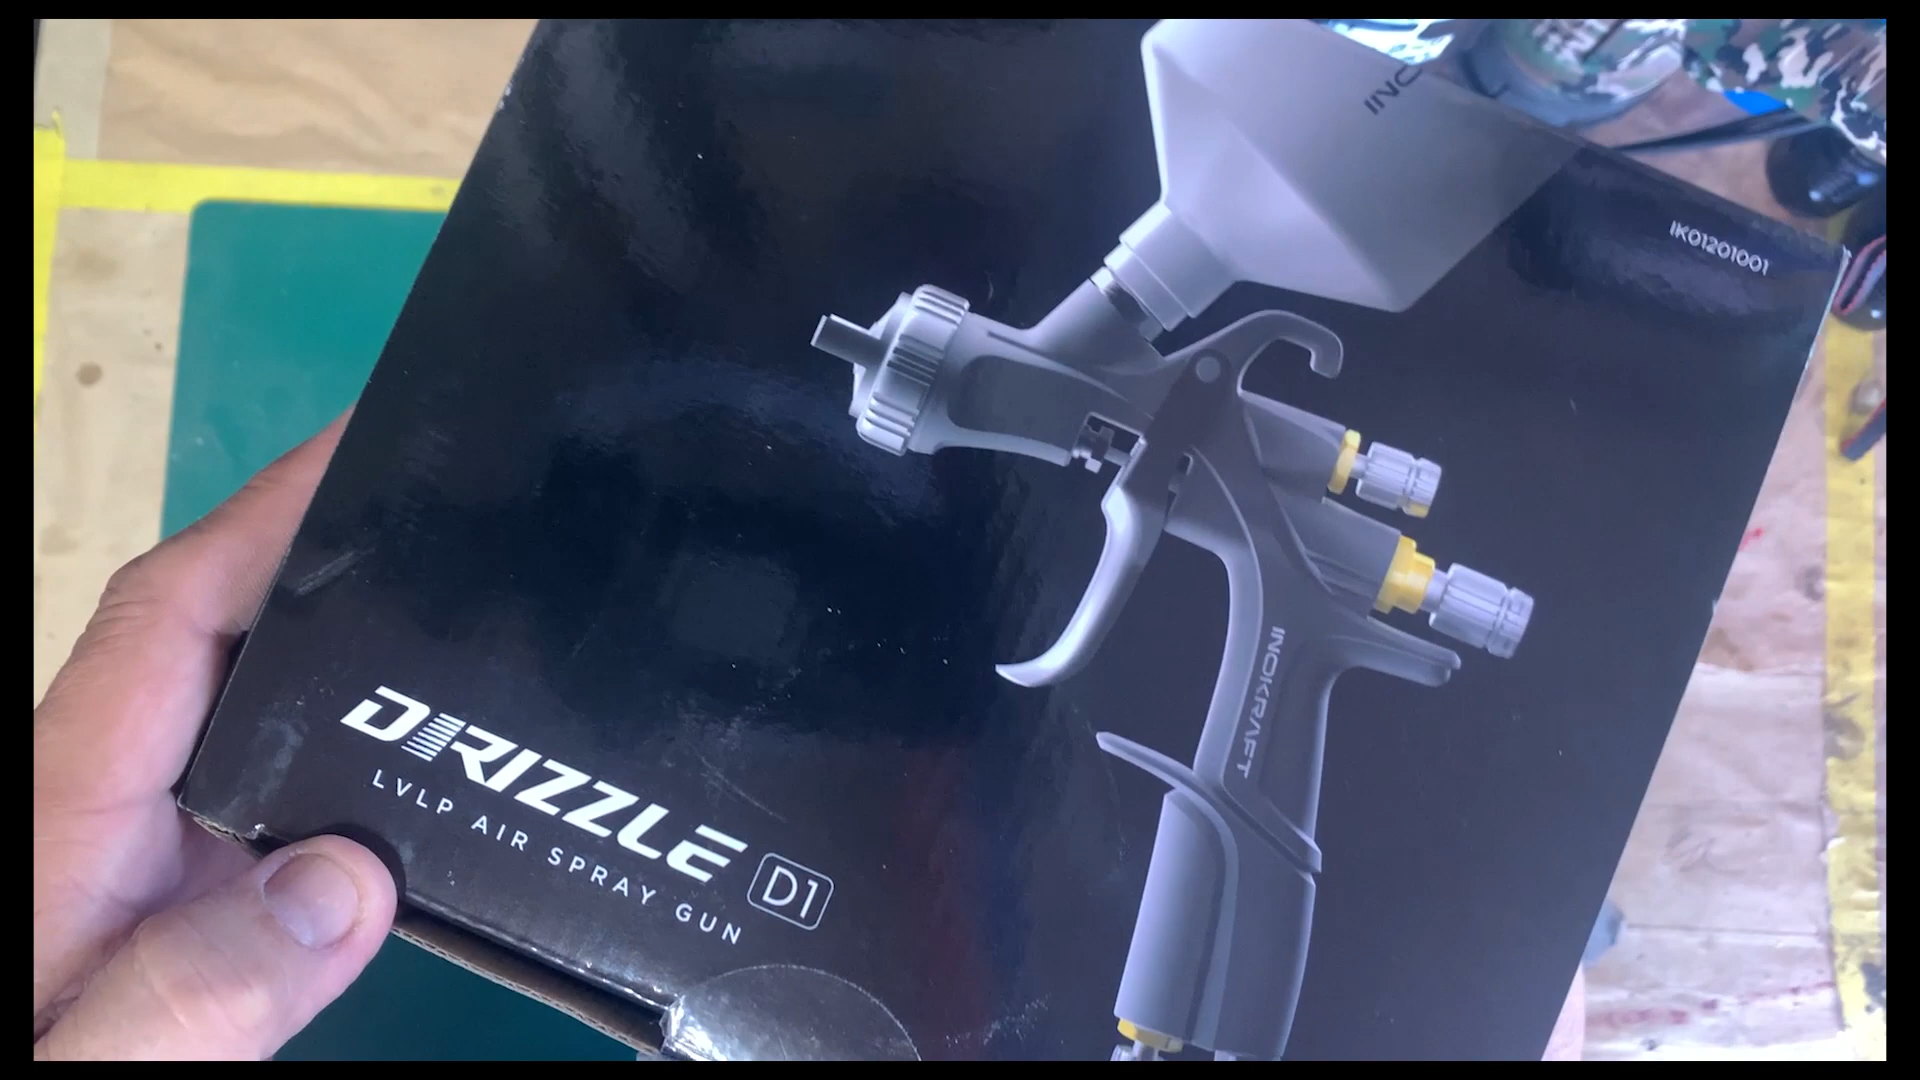 IK01201001
INOKRAFT
DRIZZLE
LVLP AIR SPRAY GUN
D1